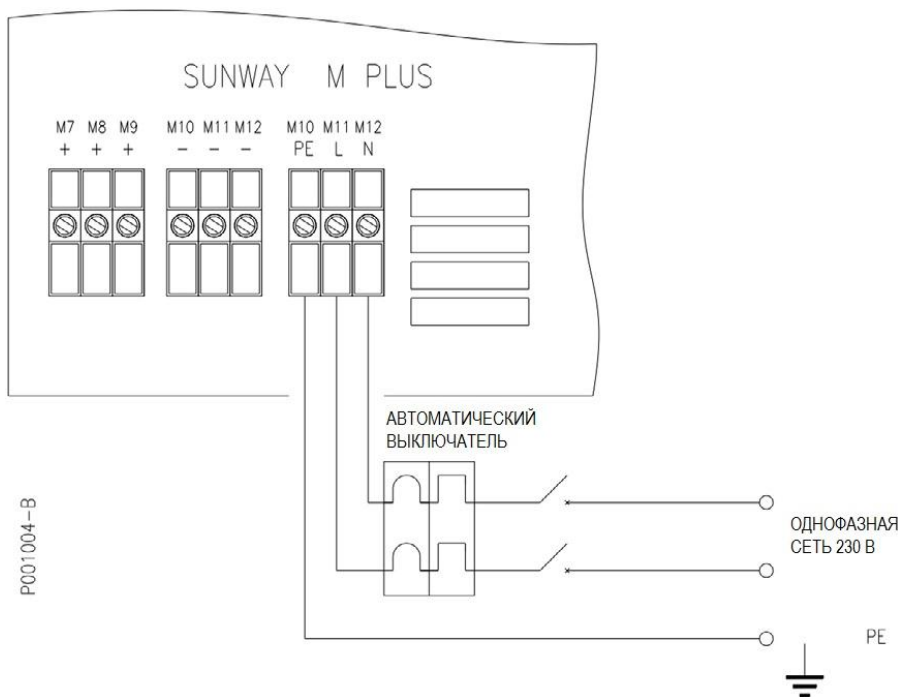 SUNWAY M PLUS
M7 M8 M9 M10 M11 M12 M10 M11 M12
+ + + - - - PE L N
АВТОМАТИЧЕСКИЙ
ВЫКЛЮЧАТЕЛЬ
P001004-B
ОДНОФАЗНАЯ
СЕТЬ 230 В
PE